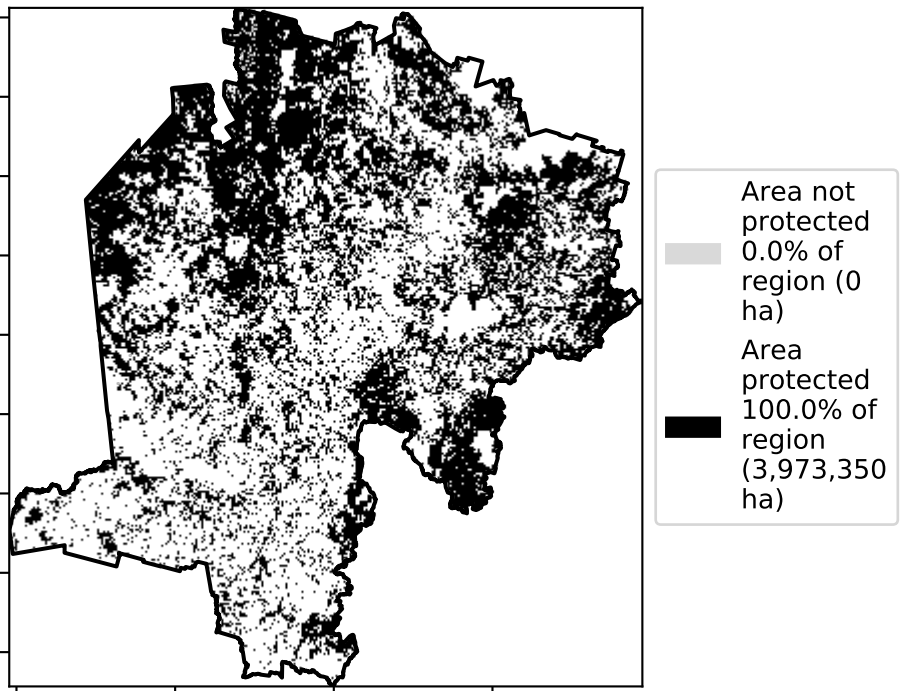 Area not
protected
0.0% of
region (0
ha)
Area
protected
100.0% of
region
(3,973,350
ha)